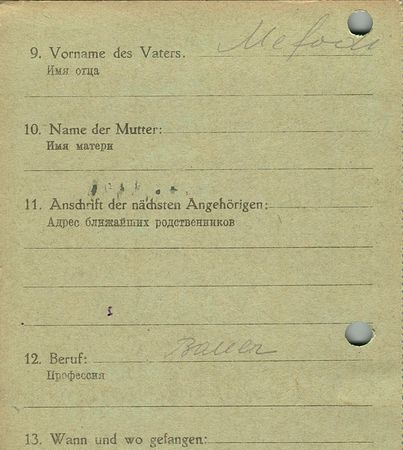 9. Vorname des Vaters.
Имя отца
10. Name der Mutter:
Имя матери
11. Anschrift der nächsten Angehörigen:
Адрес ближайших родственников
12. Beruf: Bauer
Профессия
13. Wann und wo gefangen: